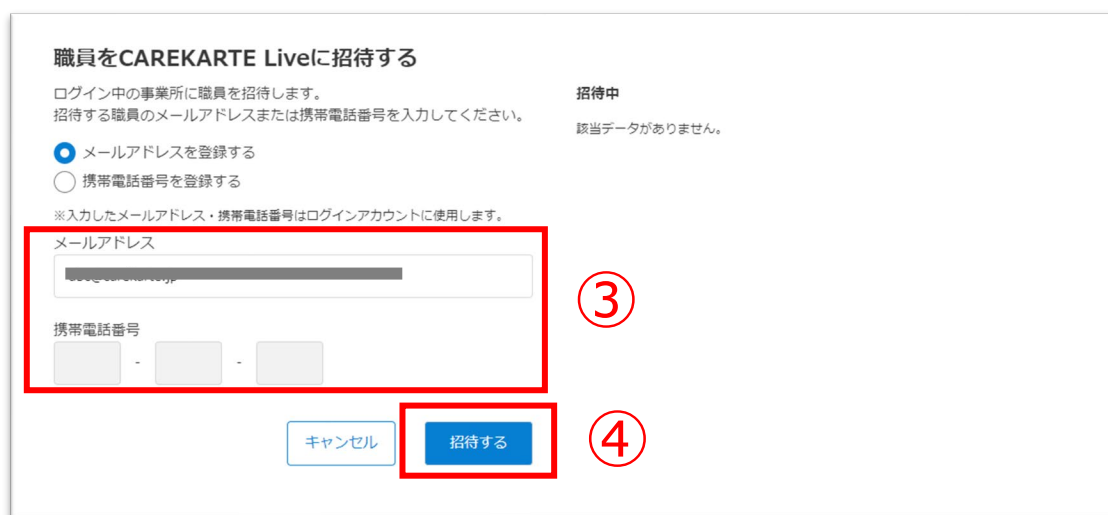 職員をCAREKARTE Liveに招待する
ログイン中の事業所に職員を招待します。
招待する職員のメールアドレスまたは携帯電話番号を入力してください。
メールアドレスを登録する
携帯電話番号を登録する
※入力したメールアドレス・携帯電話番号はログインアカウントに使用します。
メールアドレス
携帯電話番号
- -
③
キャンセル
招待する
④
招待中
該当データがありません。